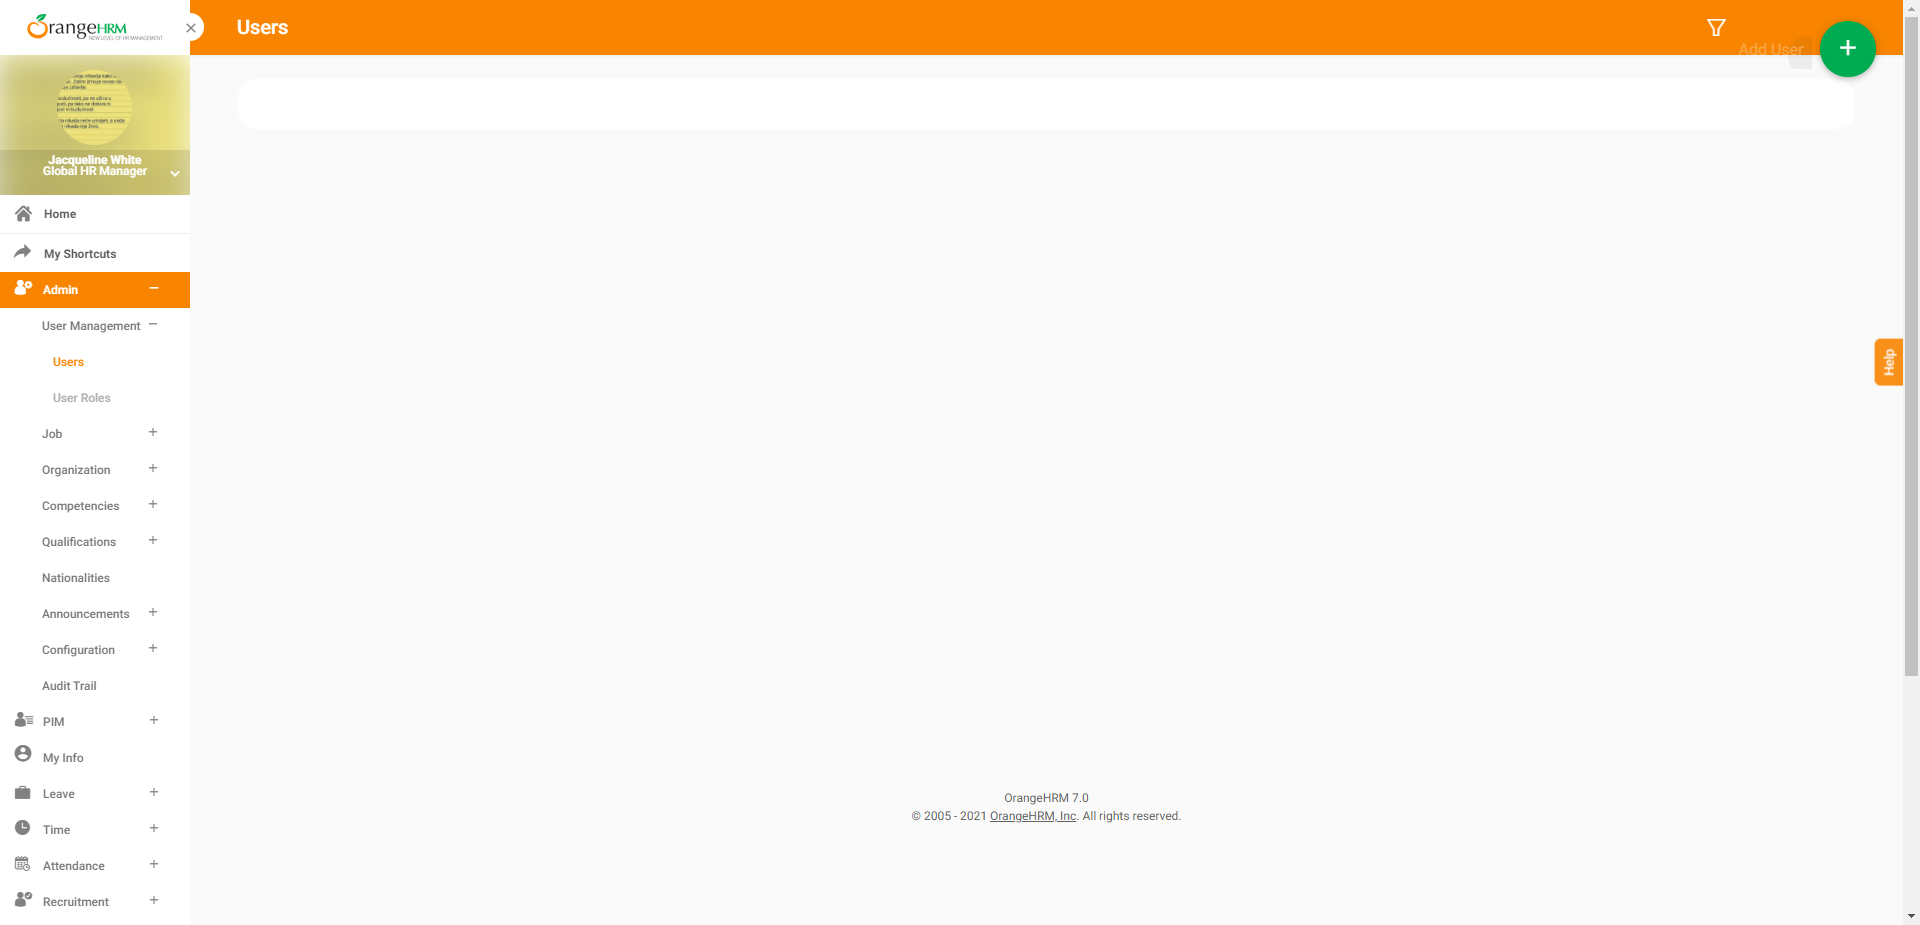 OrangeHRM
NEW LEVEL OF HR MANAGEMENT
Users
Add User
Jacqueline White
Global HR Manager
Home
My Shortcuts
Admin
User Management
Users
User Roles
Job
Organization
Competencies
Qualifications
Nationalities
Announcements
Configuration
Audit Trail
PIM
My Info
Leave
Time
Attendance
Recruitment
Help
OrangeHRM 7.0
© 2005 - 2021 OrangeHRM, Inc. All rights reserved.